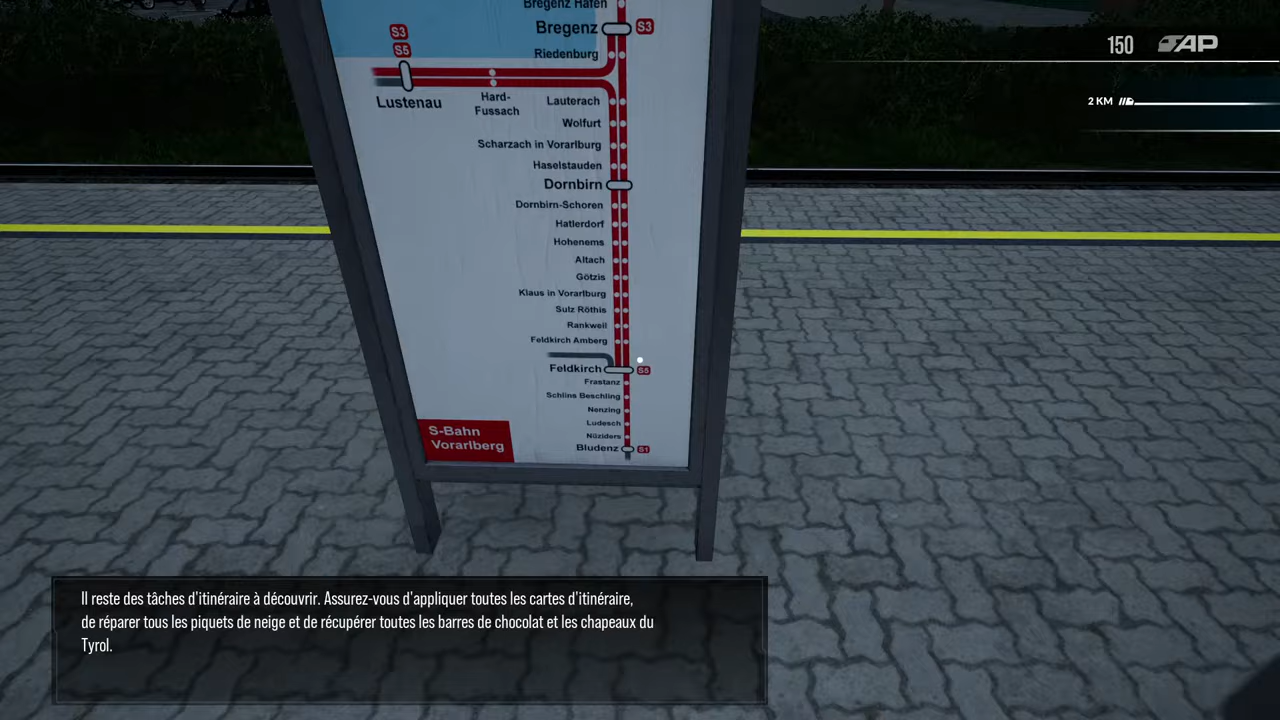 Bregenz Hafen
Bregenz S3
Riedenburg
S3
S5
Lustenau
Hard-
Fussach
Lauterach
Wolfurt
Scharzach in Vorarlburg
Haselstauden
Dornbirn
Dornbirn-Schoren
Hatlerdorf
Hohenems
Altach
Götzis
Klaus in Vorarlburg
Sulz Röthis
Rankweil
Feldkirch Amberg
Feldkirch S5
Frastanz
Schlins Beschling
Nenzing
Ludesch
Nüziders
Bludenz S1
S-Bahn
Vorarlberg
150 AP
2 KM
Il reste des tâches d'itinéraire à découvrir. Assurez-vous d'appliquer toutes les cartes d'itinéraire,
de réparer tous les piquets de neige et de récupérer toutes les barres de chocolat et les chapeaux du
Tyrol.